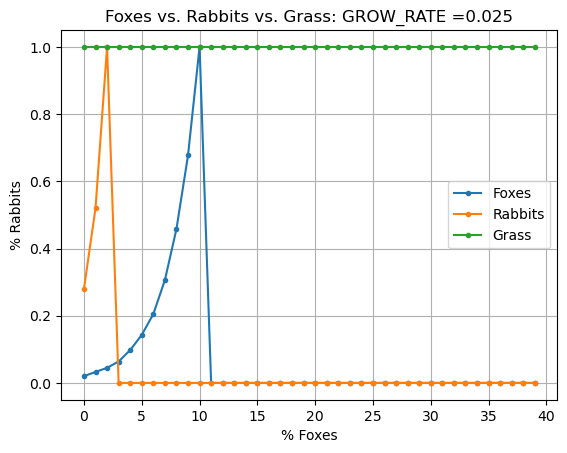 Foxes vs. Rabbits vs. Grass: GROW_RATE =0.025
1.0
0.8
0.6
0.4
0.2
0.0
% Rabbits
Foxes
Rabbits
Grass
0 5 10 15 20 25 30 35 40
% Foxes